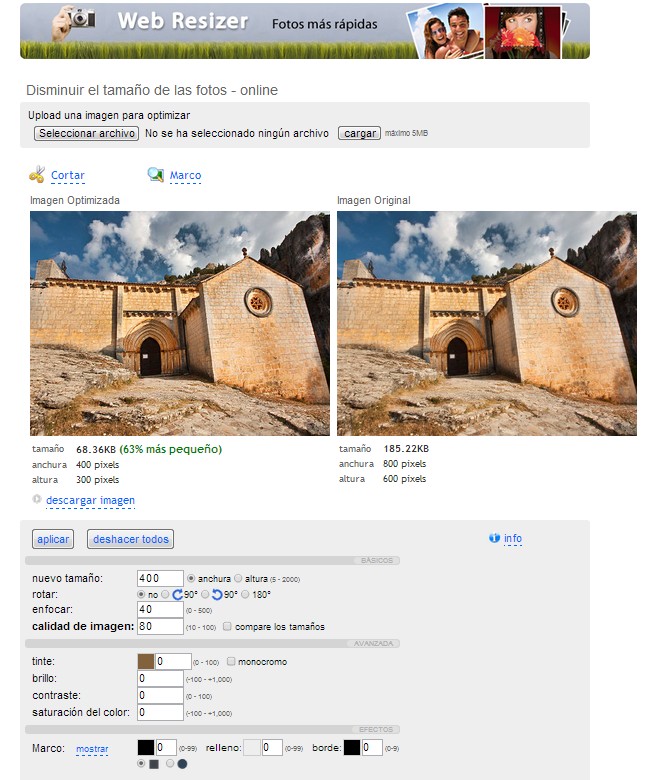 Web Resizer Fotos más rápidas
Disminuir el tamaño de las fotos - online
Upload una imagen para optimizar
Seleccionar archivo No se ha seleccionado ningún archivo cargar máximo 5MB
Cortar Marco
Imagen Optimizada Imagen Original
tamaño 68.36KB (63% más pequeño) tamaño 185.22KB
anchura 400 pixels anchura 800 pixels
altura 300 pixels altura 600 pixels
descargar imagen
aplicar deshacer todos info
BÁSICOS
nuevo tamaño: 400 anchura altura (5 - 2000)
rotar: no 90° 90° 180°
enfocar: 40 (0 - 500)
calidad de imagen: 80 (10 - 100) compare los tamaños
AVANZADA
tinte: 0 (0 - 100) monocromo
brillo: 0 (-100 - +1,000)
contraste: 0 (0 - 100)
saturación del color: 0 (-100 - +1,000)
EFECTOS
Marco: mostrar 0 (0-99) relleno: 0 (0-99) borde: 0 (0-9)